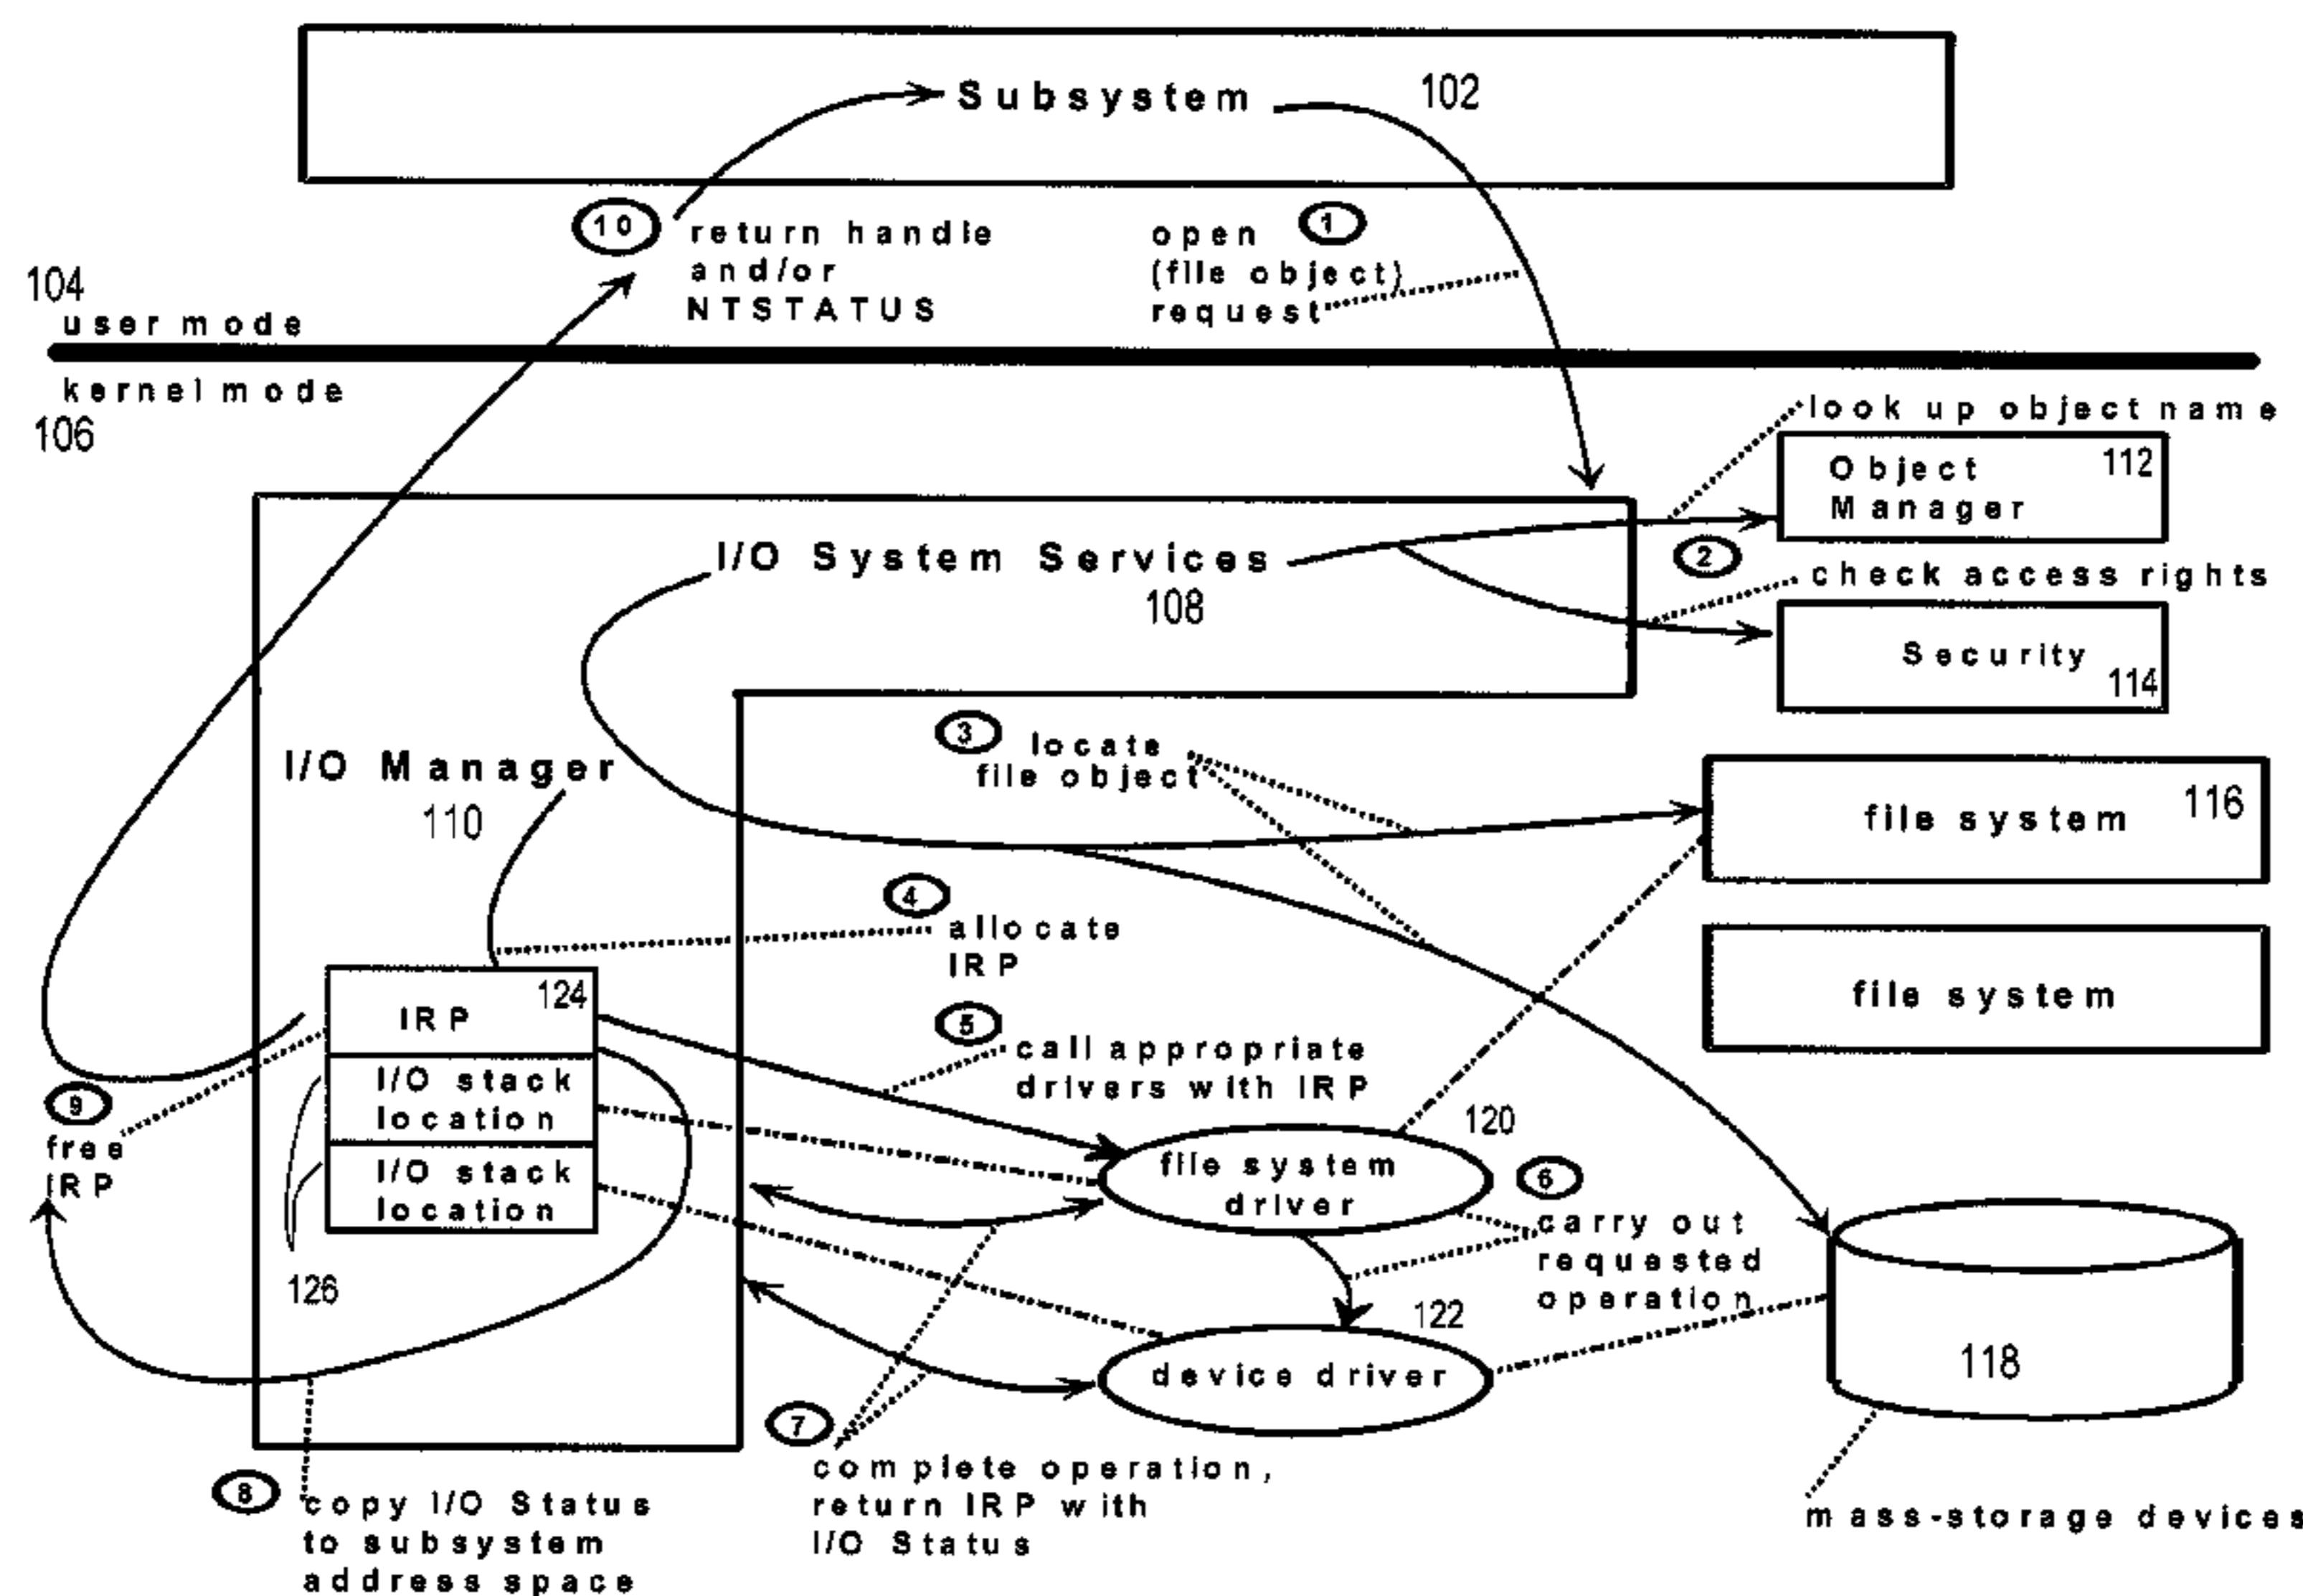 Subsystem 102
10
return handle
and/or
NTSTATUS
1
open
(file object)
request
104
user mode
kernel mode
106
look up object name
Object
Manager
112
2
check access rights
Security
114
I/O System Services
108
3
locate
file object
I/O Manager
110
file system
116
file system
4
allocate
IRP
IRP
124
I/O stack
location
I/O stack
location
126
5
call appropriate
drivers with IRP
120
file system
driver
6
carry out
requested
operation
122
device driver
118
mass-storage devices
7
complete operation,
return IRP with
I/O Status
8
copy I/O Status
to subsystem
address space
9
free
IRP